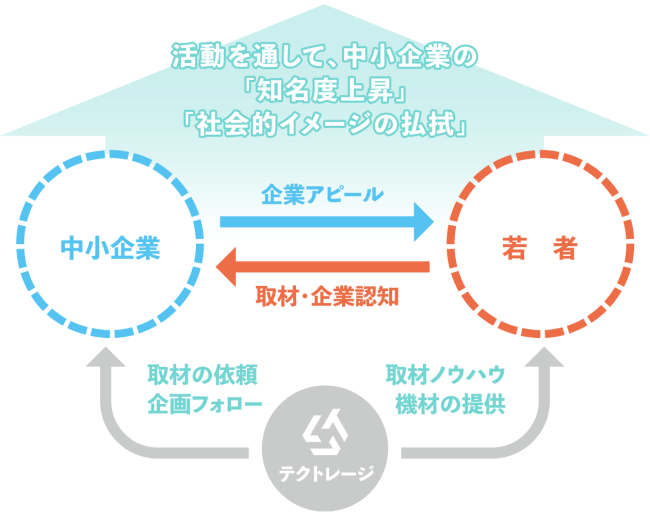 活動を通して、中小企業の
「知名度上昇」
「社会的イメージの払拭」
企業アピール
中小企業
若　者
取材・企業認知
取材の依頼
企画フォロー
取材ノウハウ
機材の提供
テクトレージ